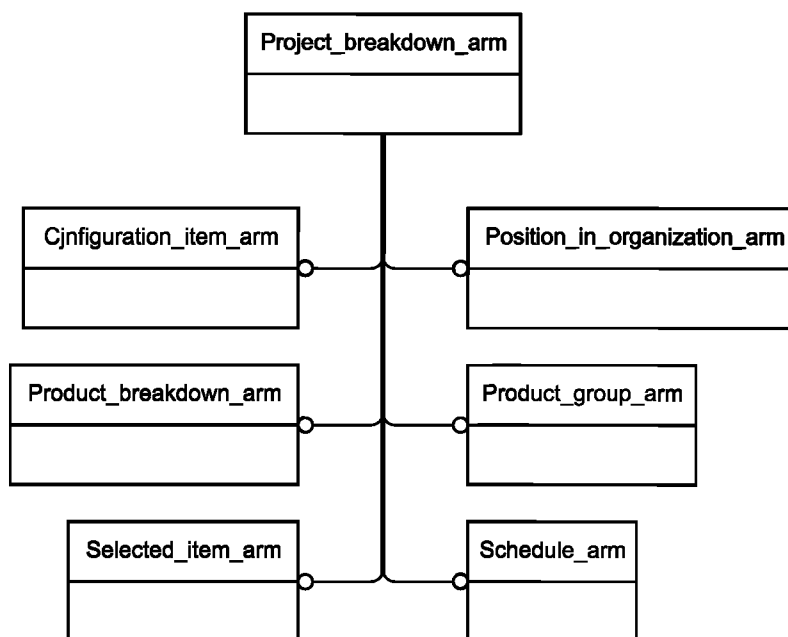 Project_breakdown_arm
Cjnfiguration_item_arm
Position_in_organization_arm
Product_breakdown_arm
Product_group_arm
Selected_item_arm
Schedule_arm